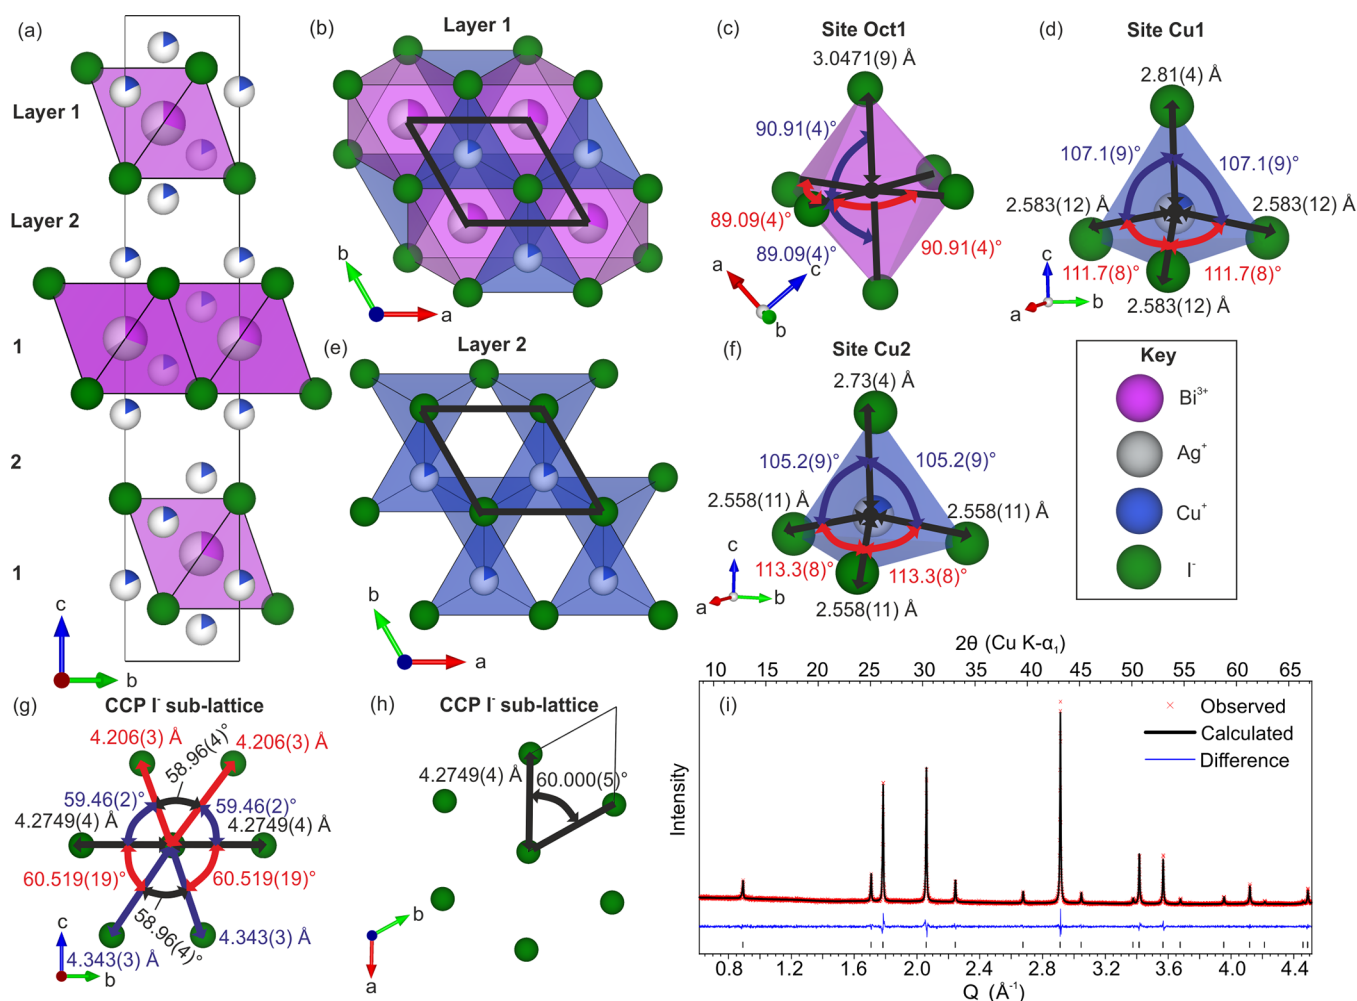 (a)
Layer 1
Layer 2
1
2
1
c
b
(b)
Layer 1
b
a
(c)
Site Oct1
3.0471(9) Å
90.91(4)°
89.09(4)°
89.09(4)°
90.91(4)°
a
c
b
(d)
Site Cu1
2.81(4) Å
107.1(9)°
107.1(9)°
2.583(12) Å
2.583(12) Å
111.7(8)°
111.7(8)°
2.583(12) Å
c
b
a
(e)
Layer 2
b
a
(f)
Site Cu2
2.73(4) Å
105.2(9)°
105.2(9)°
2.558(11) Å
2.558(11) Å
113.3(8)°
113.3(8)°
2.558(11) Å
c
b
a
Key
Bi³⁺
Ag⁺
Cu⁺
I⁻
(g)
CCP I⁻ sub-lattice
4.206(3) Å
58.96(4)°
4.206(3) Å
59.46(2)°
59.46(2)°
4.2749(4) Å
4.2749(4) Å
60.519(19)°
60.519(19)°
58.96(4)°
4.343(3) Å
4.343(3) Å
c
b
(h)
CCP I⁻ sub-lattice
4.2749(4) Å
60.000(5)°
b
a
2θ (Cu K-α₁)
10 15 20 25 30 35 40 45 50 55 60 65
(i)
Observed
Calculated
Difference
Intensity
0.8 1.2 1.6 2.0 2.4 2.8 3.2 3.6 4.0 4.4
Q (Å⁻¹)